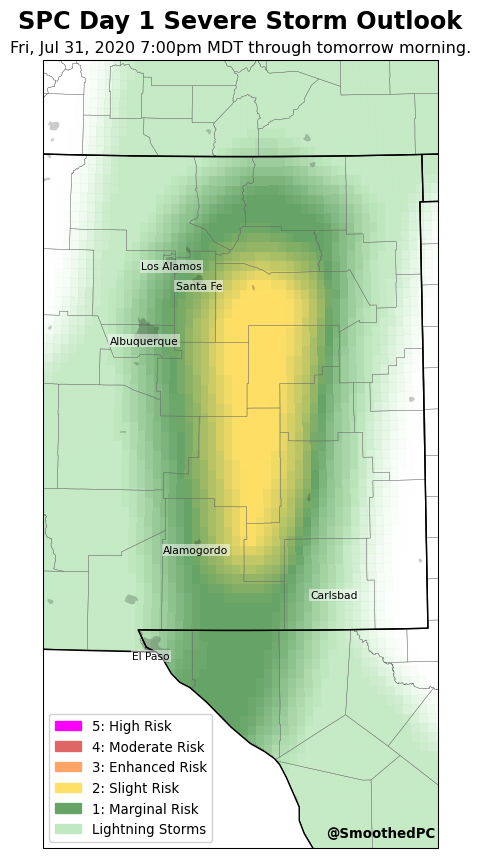 SPC Day 1 Severe Storm Outlook
Fri, Jul 31, 2020 7:00pm MDT through tomorrow morning.
Los Alamos
Santa Fe
Albuquerque
Alamogordo
Carlsbad
El Paso
5: High Risk
4: Moderate Risk
3: Enhanced Risk
2: Slight Risk
1: Marginal Risk
Lightning Storms
@SmoothedPC